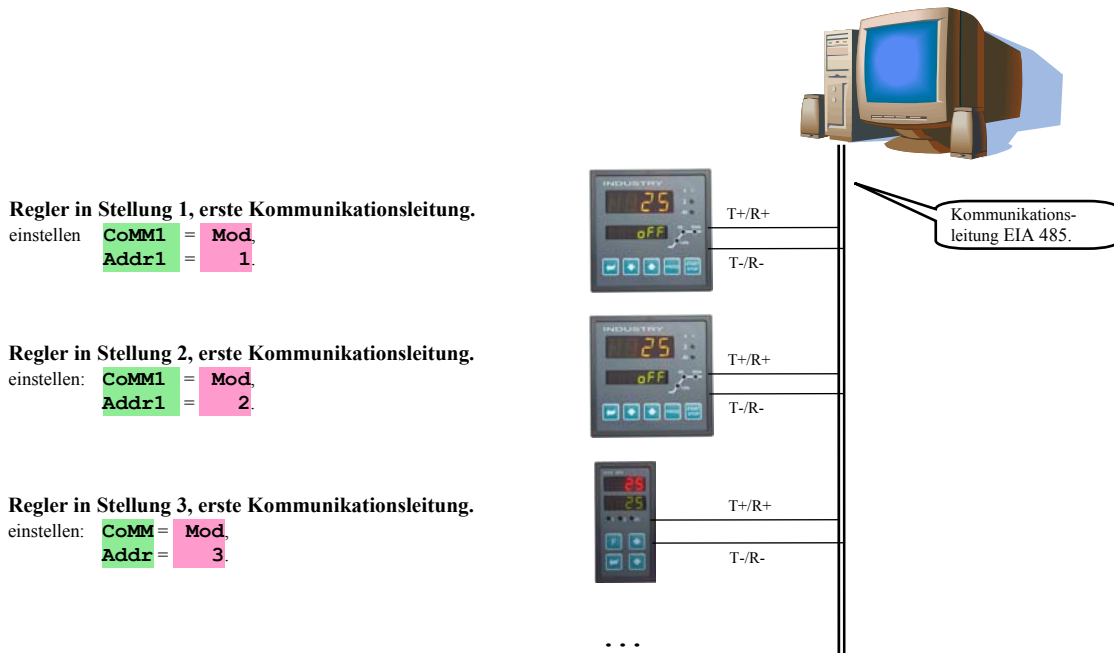 Regler in Stellung 1, erste Kommunikationsleitung.
einstellen CoMM1 = Mod,
Addr1 = 1.
INDUSTRY
25
oFF
T+/R+
T-/R-
Kommunikations-
leitung EIA 485.
Regler in Stellung 2, erste Kommunikationsleitung.
einstellen: CoMM1 = Mod,
Addr1 = 2.
INDUSTRY
25
oFF
T+/R+
T-/R-
Regler in Stellung 3, erste Kommunikationsleitung.
einstellen: CoMM = Mod,
Addr = 3.
25
25
T+/R+
T-/R-
...